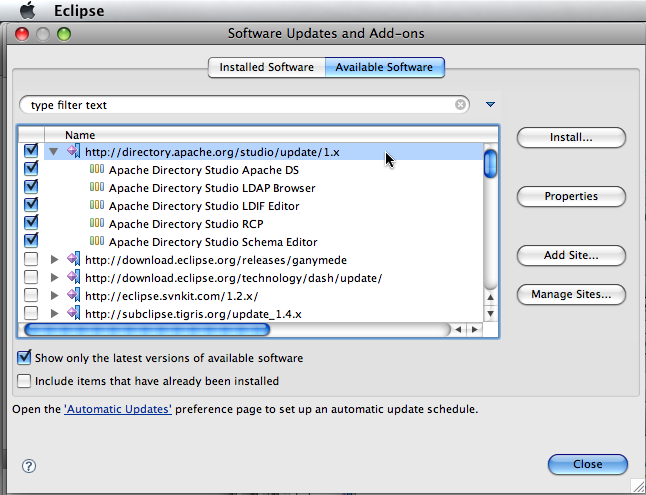 Eclipse
Software Updates and Add-ons
Installed Software Available Software
type filter text
Name
http://directory.apache.org/studio/update/1.x
Install...
Apache Directory Studio Apache DS
Apache Directory Studio LDAP Browser
Properties
Apache Directory Studio LDIF Editor
Apache Directory Studio RCP
Apache Directory Studio Schema Editor
Add Site...
http://download.eclipse.org/releases/ganymede
http://download.eclipse.org/technology/dash/update/
http://eclipse.svnkit.com/1.2.x/
Manage Sites...
http://subclipse.tigris.org/update_1.4.x
Show only the latest versions of available software
Include items that have already been installed
Open the 'Automatic Updates' preference page to set up an automatic update schedule.
? Close